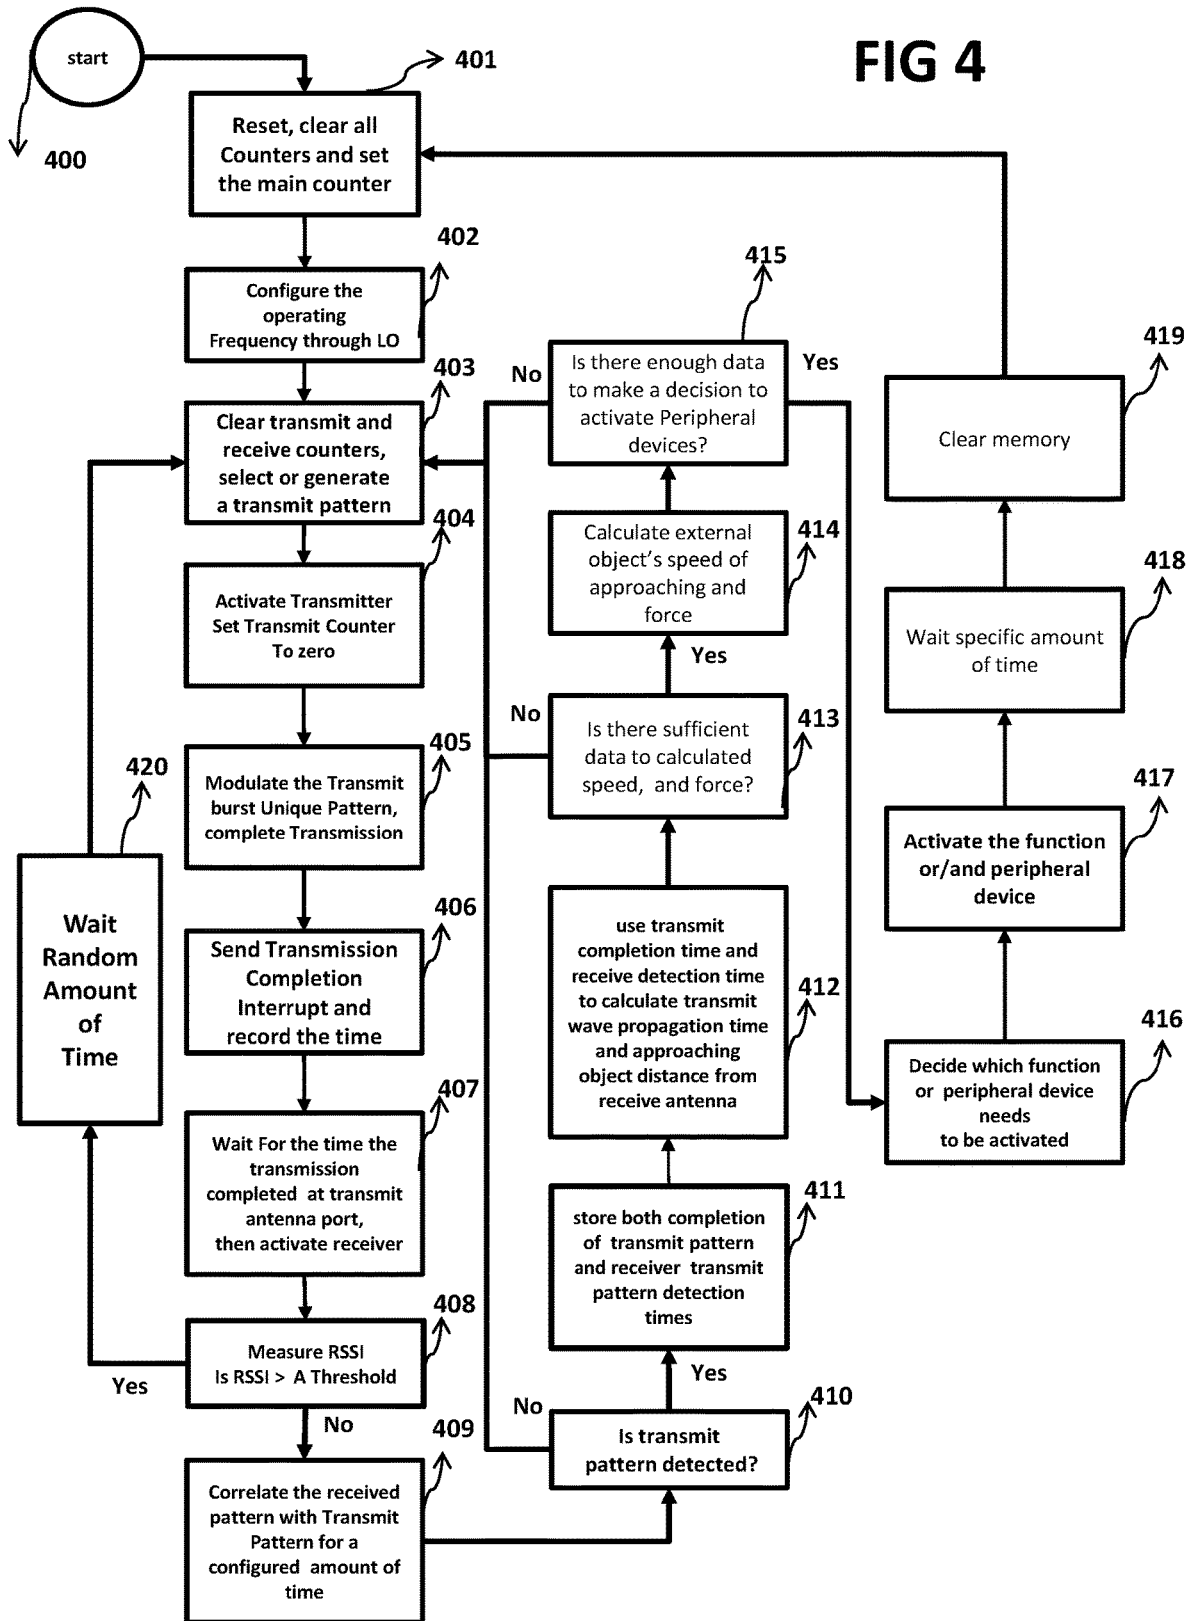 FIG 4
start
400
401
Reset, clear all
Counters and set
the main counter
402
Configure the
operating
Frequency through LO
403
Clear transmit and
receive counters,
select or generate
a transmit pattern
404
Activate Transmitter
Set Transmit Counter
To zero
405
Modulate the Transmit
burst Unique Pattern,
complete Transmission
406
Send Transmission
Completion
Interrupt and
record the time
407
Wait For the time the
transmission
completed at transmit
antenna port,
then activate receiver
408
Measure RSSI
Is RSSI > A Threshold
Yes
No
420
Wait
Random
Amount
of
Time
409
Correlate the received
pattern with Transmit
Pattern for a
configured amount of
time
410
Is transmit
pattern detected?
No
Yes
411
store both completion
of transmit pattern
and receiver transmit
pattern detection
times
412
use transmit
completion time and
receive detection time
to calculate transmit
wave propagation time
and approaching
object distance from
receive antenna
413
Is there sufficient
data to calculated
speed, and force?
No
Yes
414
Calculate external
object's speed of
approaching and
force
415
Is there enough data
to make a decision to
activate Peripheral
devices?
No
Yes
416
Decide which function
or peripheral device
needs
to be activated
417
Activate the function
or/and peripheral
device
418
Wait specific amount
of time
419
Clear memory